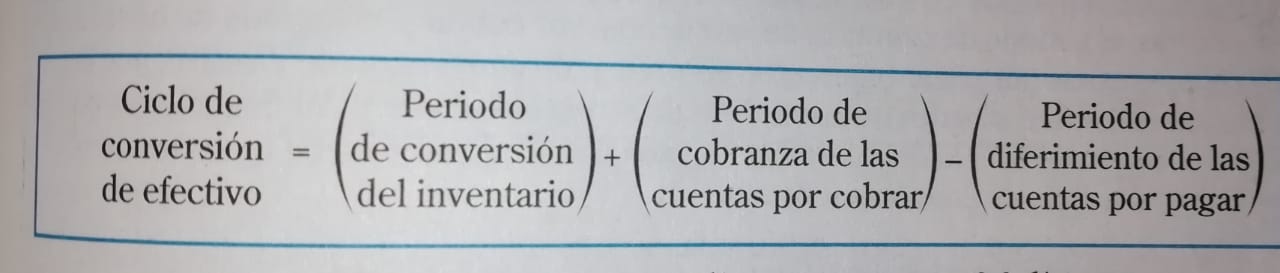 Ciclo de conversión de efectivo = (Periodo de conversión del inventario) + (Periodo de cobranza de las cuentas por cobrar) – (Periodo de diferimiento de las cuentas por pagar)